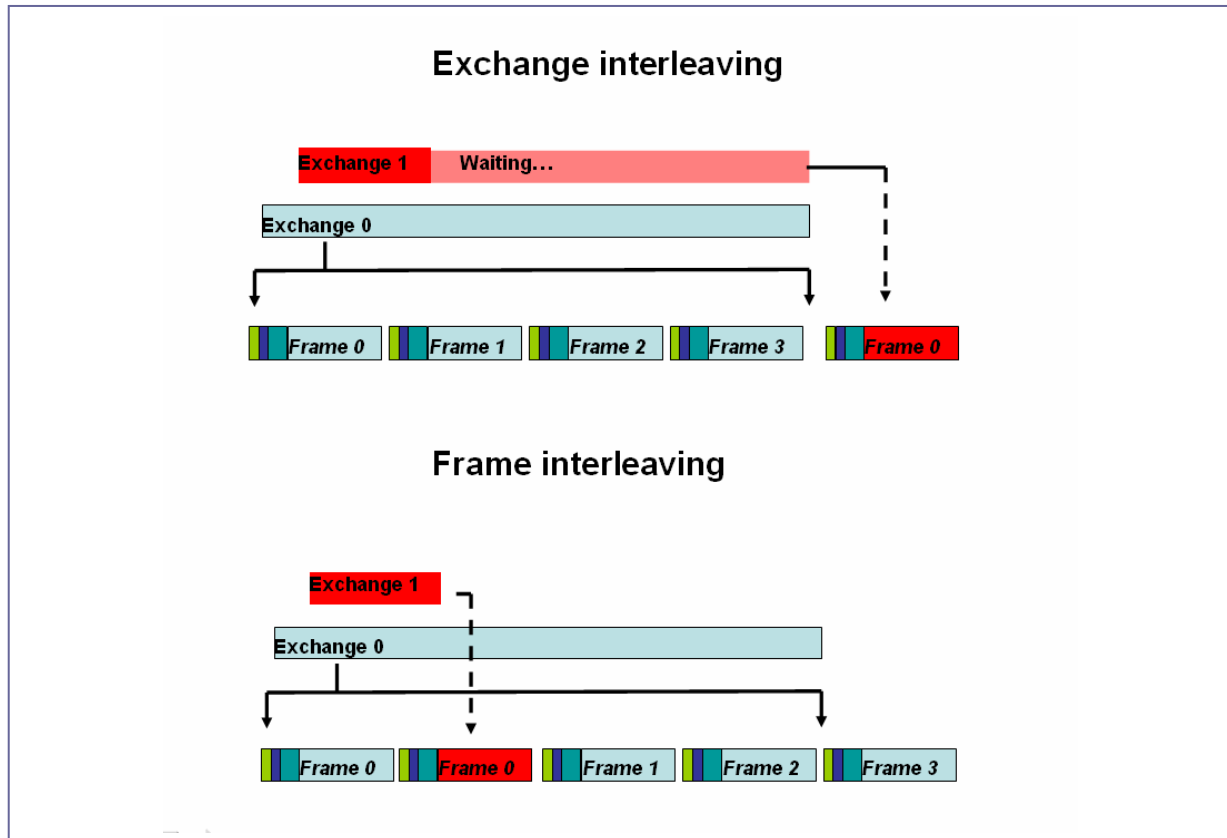 Exchange interleaving
Exchange 1 Waiting...
Exchange 0
Frame 0 Frame 1 Frame 2 Frame 3 Frame 0
Frame interleaving
Exchange 1
Exchange 0
Frame 0 Frame 0 Frame 1 Frame 2 Frame 3